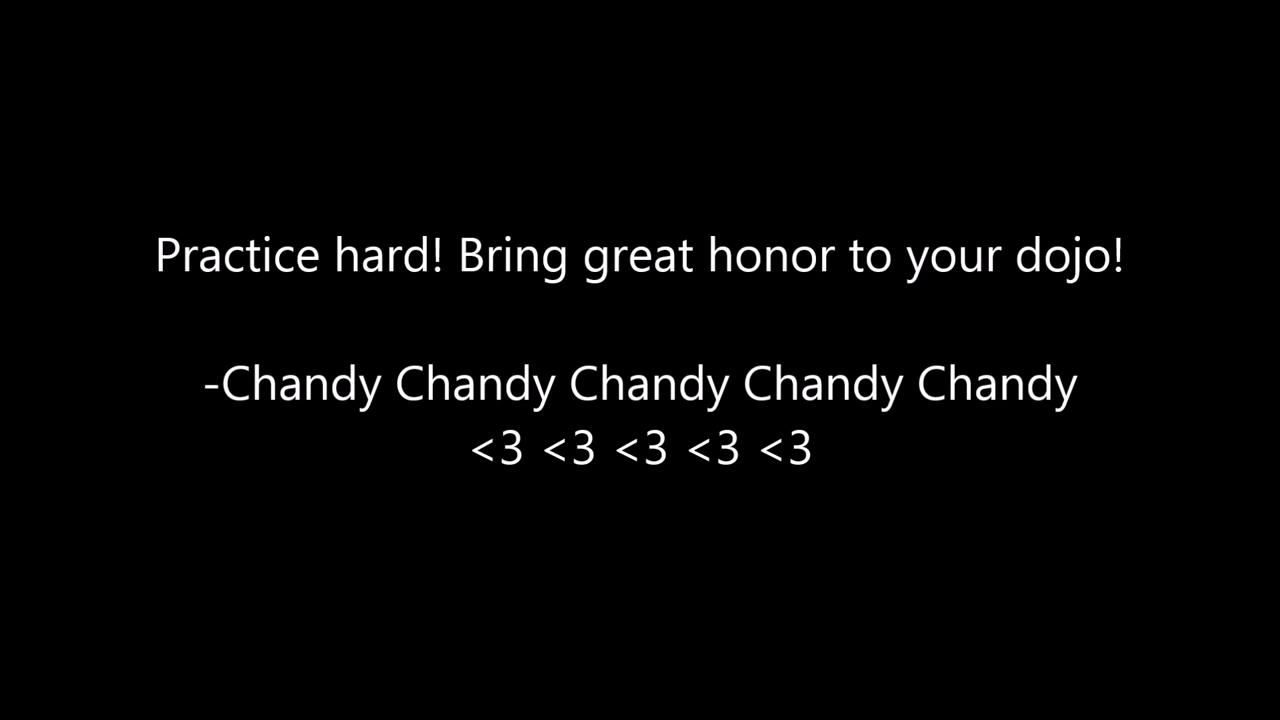 Practice hard! Bring great honor to your dojo!
-Chandy Chandy Chandy Chandy Chandy
<3 <3 <3 <3 <3